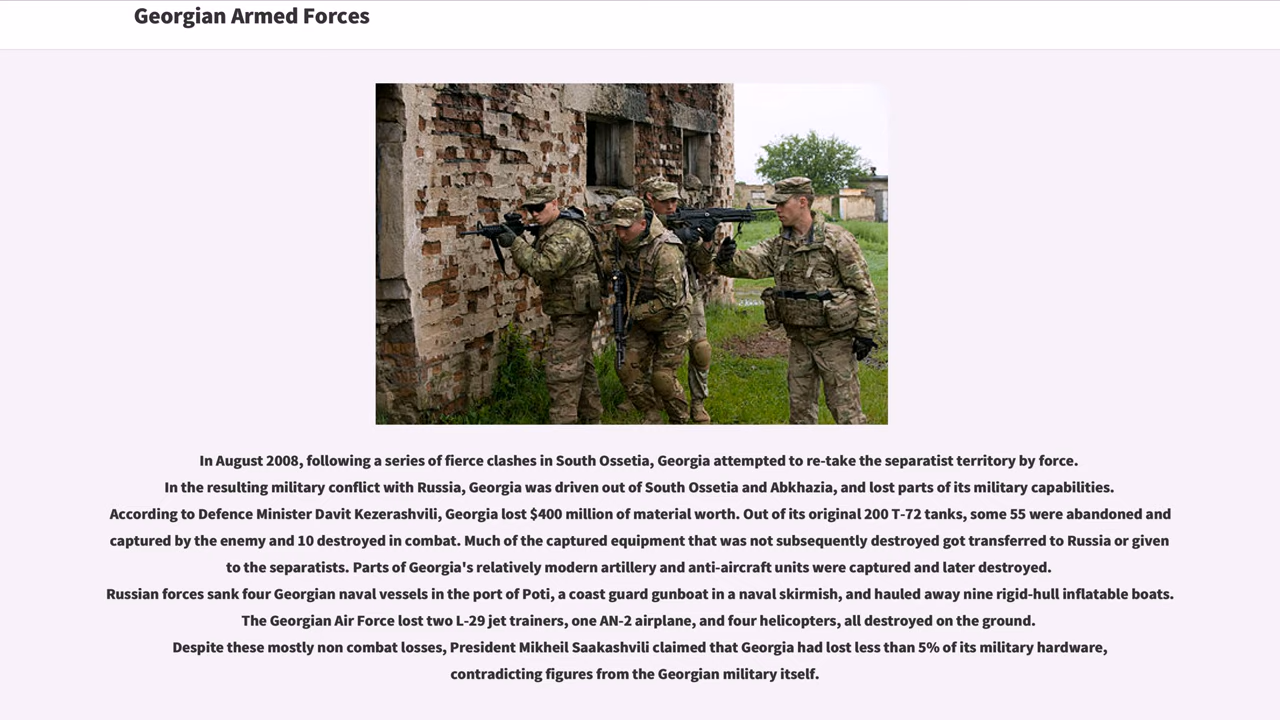 Georgian Armed Forces
In August 2008, following a series of fierce clashes in South Ossetia, Georgia attempted to re-take the separatist territory by force.
In the resulting military conflict with Russia, Georgia was driven out of South Ossetia and Abkhazia, and lost parts of its military capabilities.
According to Defence Minister Davit Kezerashvili, Georgia lost $400 million of material worth. Out of its original 200 T-72 tanks, some 55 were abandoned and
captured by the enemy and 10 destroyed in combat. Much of the captured equipment that was not subsequently destroyed got transferred to Russia or given
to the separatists. Parts of Georgia's relatively modern artillery and anti-aircraft units were captured and later destroyed.
Russian forces sank four Georgian naval vessels in the port of Poti, a coast guard gunboat in a naval skirmish, and hauled away nine rigid-hull inflatable boats.
The Georgian Air Force lost two L-29 jet trainers, one AN-2 airplane, and four helicopters, all destroyed on the ground.
Despite these mostly non combat losses, President Mikheil Saakashvili claimed that Georgia had lost less than 5% of its military hardware,
contradicting figures from the Georgian military itself.